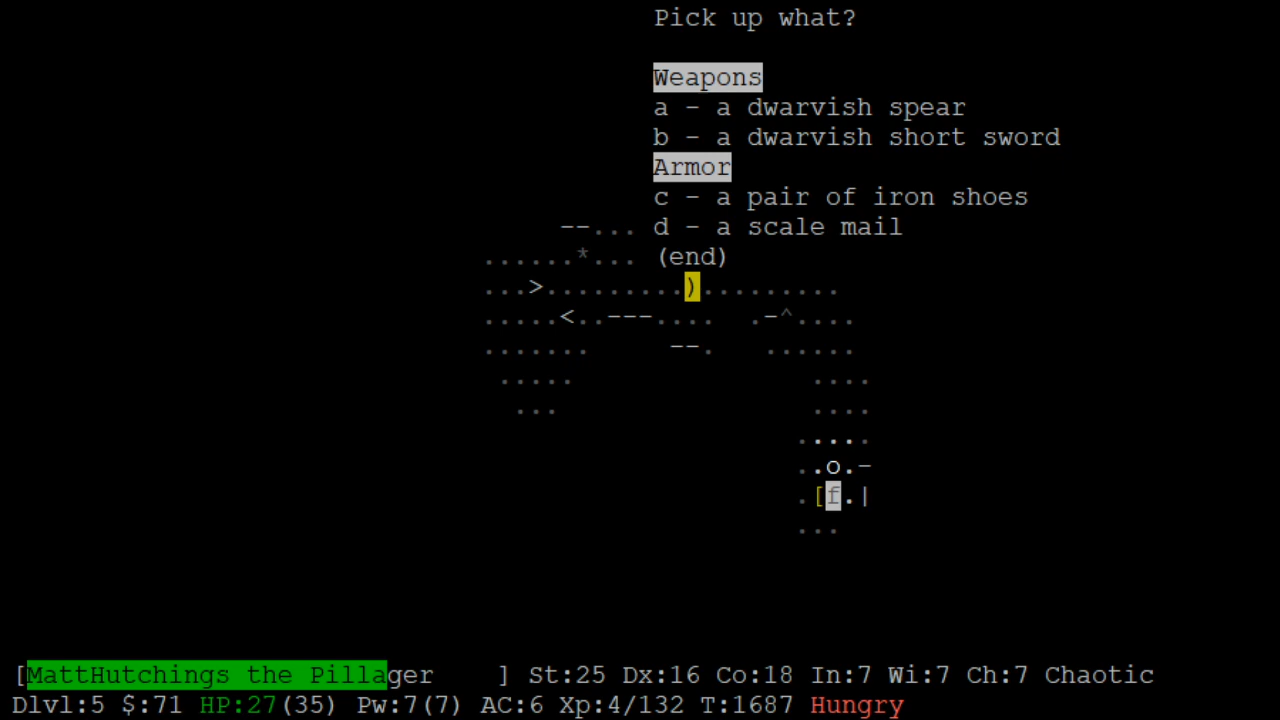 Pick up what?
Weapons
a - a dwarvish spear
b - a dwarvish short sword
Armor
c - a pair of iron shoes
--... d - a scale mail
......*... (end)
...>.........).........
.....<..---.... .-^....
....... --. ......
..... ....
... ....
.....
..o.-
.[f.|
...
[MattHutchings the Pillager ] St:25 Dx:16 Co:18 In:7 Wi:7 Ch:7 Chaotic
Dlvl:5 $:71 HP:27(35) Pw:7(7) AC:6 Xp:4/132 T:1687 Hungry